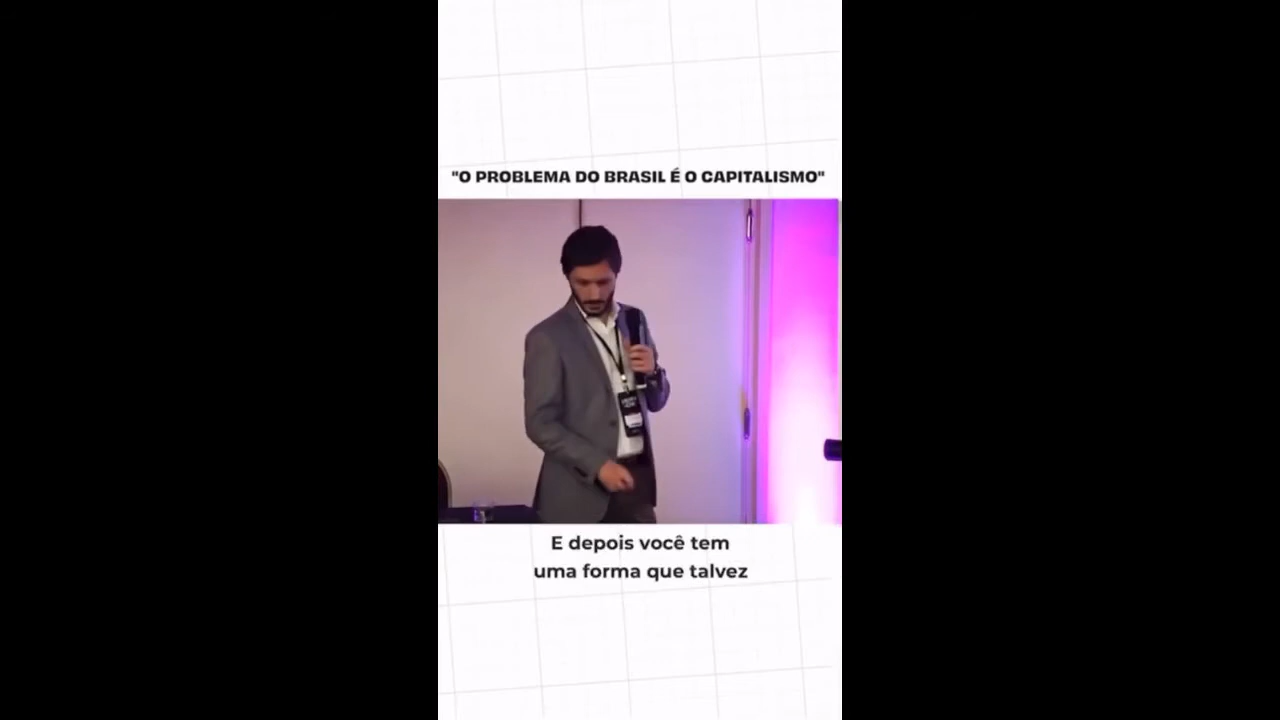 "O PROBLEMA DO BRASIL É O CAPITALISMO"
E depois você tem
uma forma que talvez